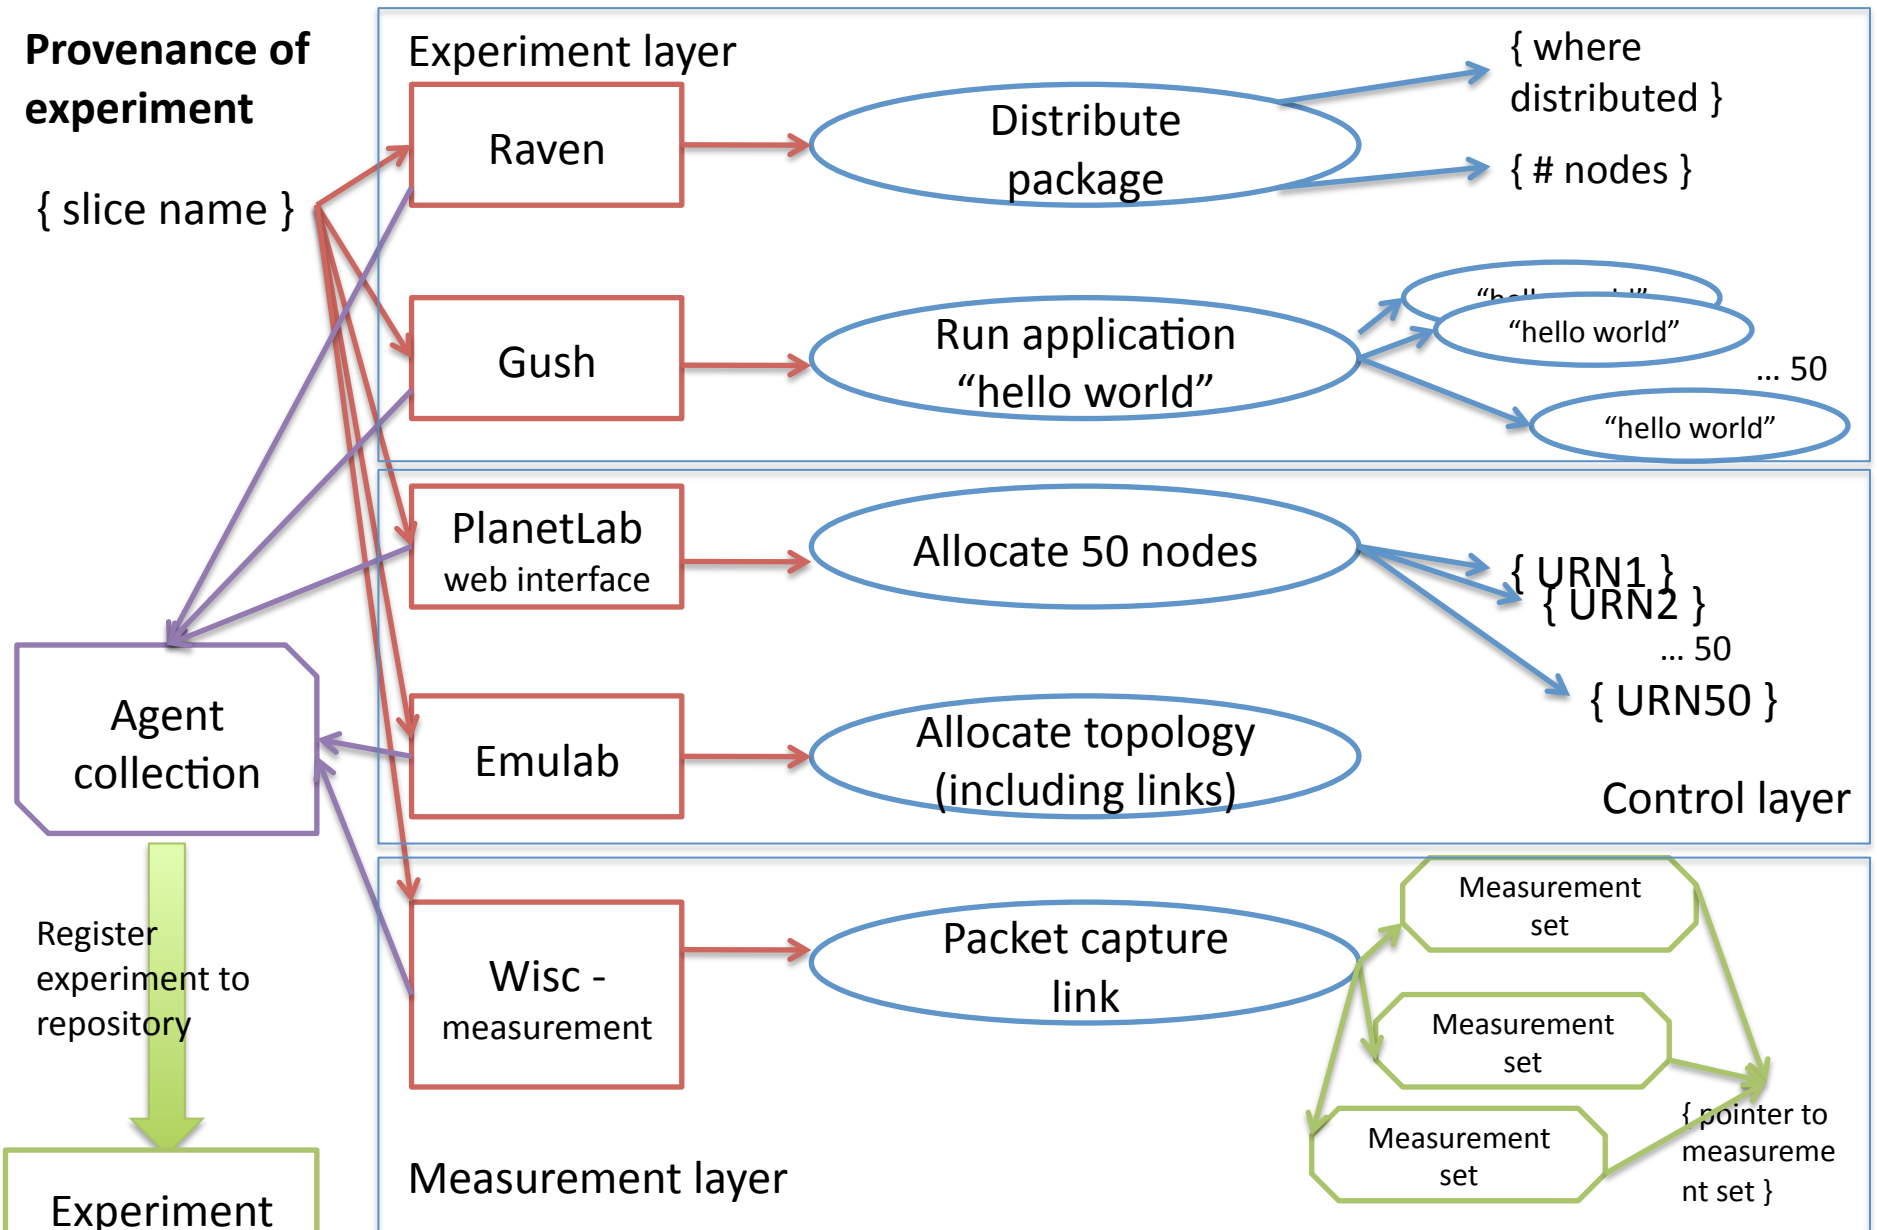 Provenance of
experiment
{ slice name }
Experiment layer
Raven
Distribute
package
{ where
distributed }
{ # nodes }
Gush
Run application
“hello world”
“hello world”
“hello world”
... 50
“hello world”
PlanetLab
web interface
Allocate 50 nodes
{ URN1 }
{ URN2 }
... 50
{ URN50 }
Emulab
Allocate topology
(including links)
Control layer
Agent
collection
Register
experiment to
repository
Experiment
Wisc -
measurement
Packet capture
link
Measurement
set
Measurement
set
Measurement
set
{ pointer to
measureme
nt set }
Measurement layer